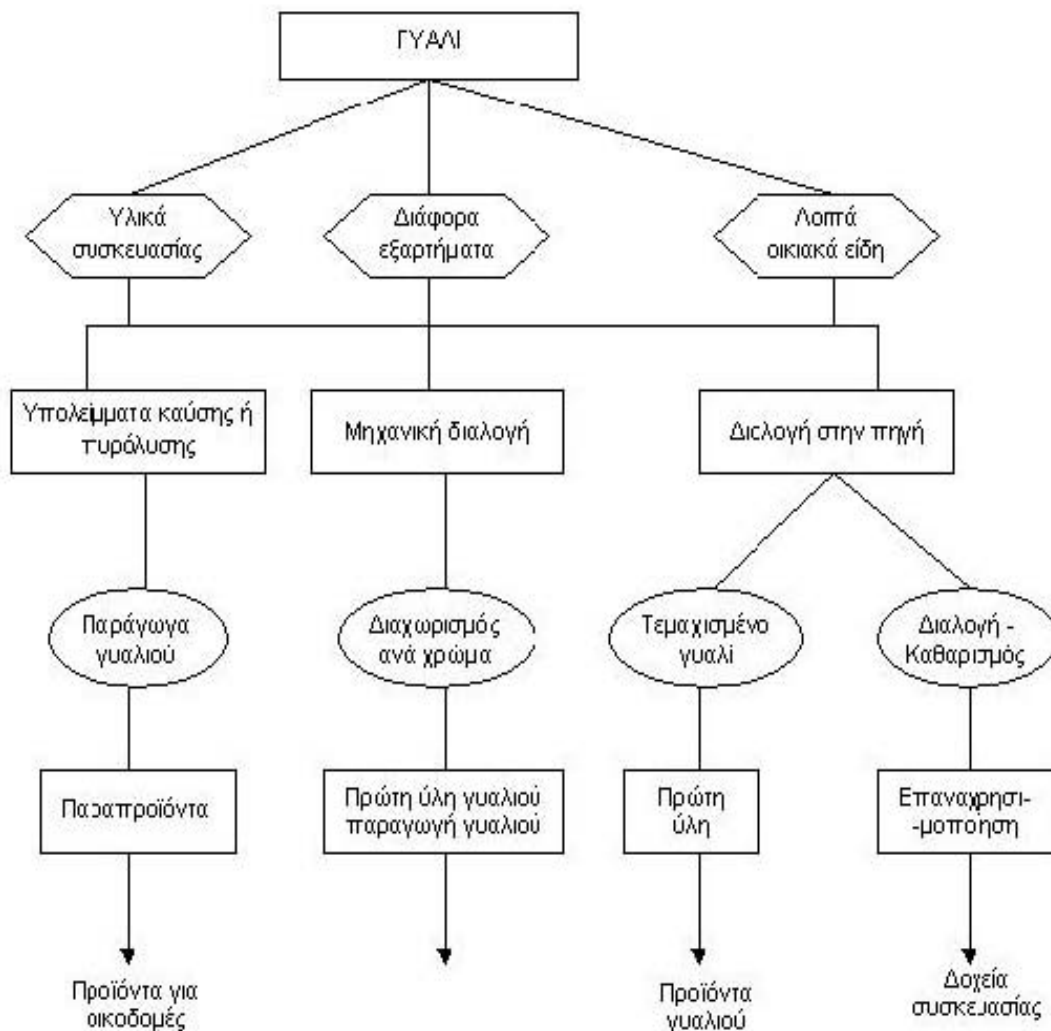 ΓΥΑΛΙ
Υλικά
συσκευασίας
Διάφορα
εξαρτήματα
Λοιπά
οικιακά είδη
Υπολείμματα καύσης ή
πυρόλυσης
Μηχανική διαλογή
Διαλογή στην πηγή
Παράγωγα
γυαλιού
Διαχωρισμός
ανά χρώμα
Τεμαχισμένο
γυαλί
Διαλογή -
Καθαρισμός
Παραπροϊόντα
Πρώτη ύλη γυαλιού
παραγωγή γυαλιού
Πρώτη
ύλη
Επαναχρησι-
-μοποίηση
Προϊόντα για
οικοδομές
Προϊόντα
γυαλιού
Δοχεία
συσκευασίας